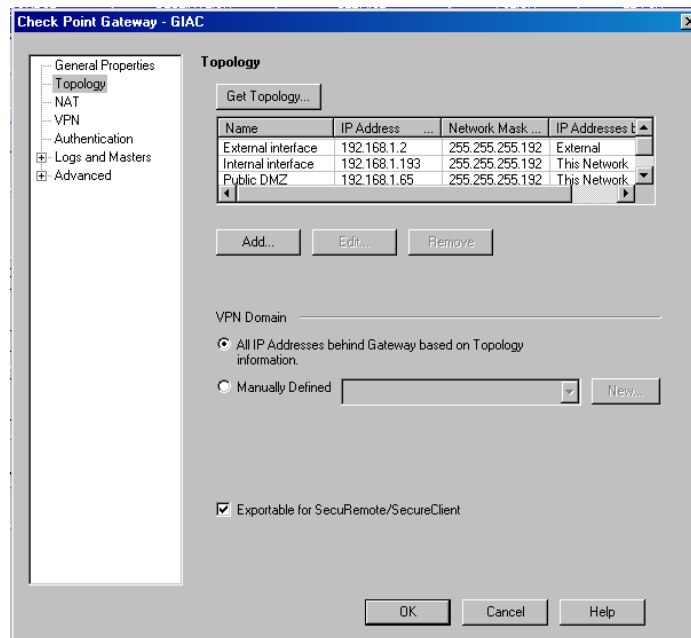 Check Point Gateway - GIAC
General Properties
Topology
NAT
VPN
Authentication
Logs and Masters
Advanced
Topology
Get Topology...
Name IP Address ... Network Mask ... IP Addresses b
External interface 192.168.1.2 255.255.255.192 External
Internal interface 192.168.1.193 255.255.255.192 This Network
Public DMZ 192.168.1.65 255.255.255.192 This Network
Add... Edit... Remove
VPN Domain
All IP Addresses behind Gateway based on Topology
information.
Manually Defined New...
Exportable for SecuRemote/SecureClient
OK Cancel Help